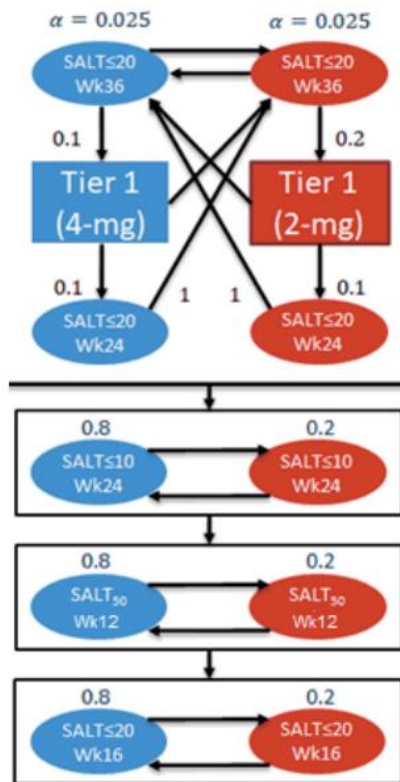 α = 0.025 α = 0.025
SALT≤20 SALT≤20
Wk36 Wk36
0.1 0.2
Tier 1 Tier 1
(4-mg) (2-mg)
0.1 1 1 0.1
SALT≤20 SALT≤20
Wk24 Wk24
0.8 0.2
SALT≤10 SALT≤10
Wk24 Wk24
0.8 0.2
SALT₅₀ SALT₅₀
Wk12 Wk12
0.8 0.2
SALT≤20 SALT≤20
Wk16 Wk16